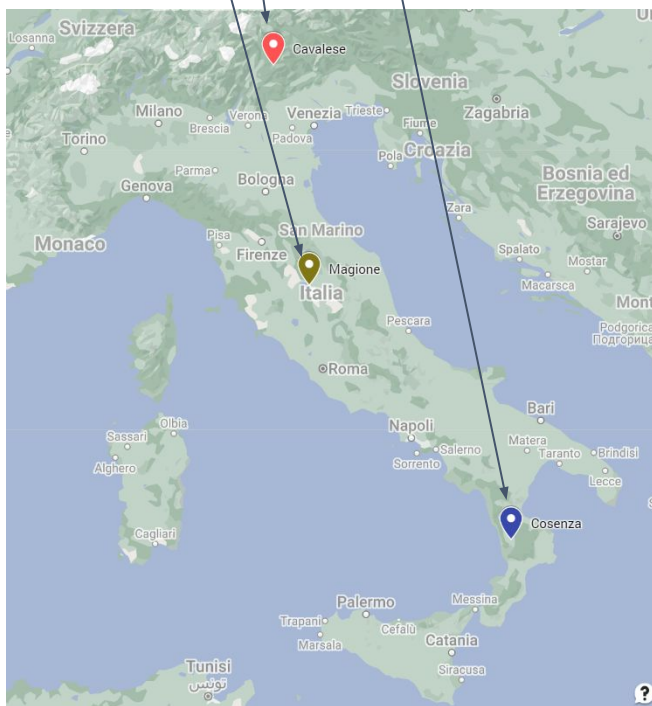 Svizzera
Losanna
Cavalese
Slovenia
Zagabria
Milano
Brescia
Verona
Venezia
Padova
Trieste
Fiume
Torino
Pola
Croazia
Parma
Bologna
Genova
Bosnia ed
Erzegovina
Zara
Sarajevo
San Marino
Monaco
Pisa
Firenze
Spalato
Mostar
Magione
Macarsca
Italia
Mont
Pescara
Podgorica
Подгорица
Roma
Bari
Napoli
Matera
Olbia
Sassari
Salerno
Taranto
Brindisi
Sorrento
Alghero
Lecce
Cosenza
Cagliari
Palermo
Messina
Trapani
Cefalù
Marsala
Catania
Siracusa
Tunisi
تونس
?